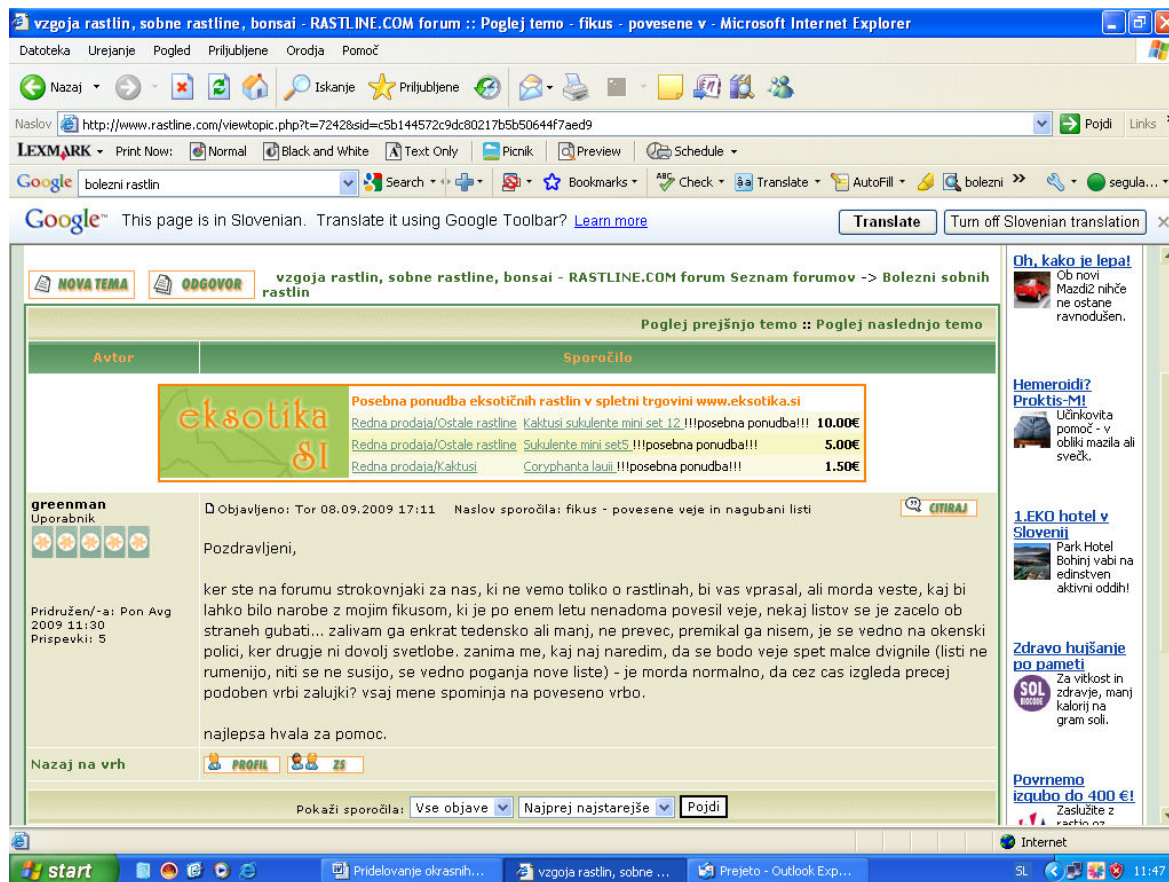 vzgoja rastlin, sobne rastline, bonsai - RASTLINE.COM forum :: Poglej temo - fikus - povesene v - Microsoft Internet Explorer
Datoteka Urejanje Pogled Priljubljene Orodja Pomoč
Nazaj Iskanje Priljubljene
Naslov http://www.rastline.com/viewtopic.php?t=7242&sid=c5b144572c9dc80217b5b50644f7aed9 Pojdi Links
LEXMARK Print Now: Normal Black and White Text Only Picnik Preview Schedule
Google bolezni rastlin Search Bookmarks Check Translate AutoFill bolezni segula...
Google™ This page is in Slovenian. Translate it using Google Toolbar? Learn more Translate Turn off Slovenian translation
NOVA TEMA ODGOVOR vzgoja rastlin, sobne rastline, bonsai - RASTLINE.COM forum Seznam forumov -> Bolezni sobnih
rastlin
Poglej prejšnjo temo :: Poglej naslednjo temo
Avtor Sporočilo
eksotika
SI
Posebna ponudba eksotičnih rastlin v spletni trgovini www.eksotika.si
Redna prodaja/Ostale rastline Kaktusi sukulente mini set 12 !!!posebna ponudba!!! 10.00€
Redna prodaja/Ostale rastline Sukulente mini set5 !!!posebna ponudba!!! 5.00€
Redna prodaja/Kaktusi Coryphanta lauii !!!posebna ponudba!!! 1.50€
greenman
Uporabnik
Pridružen/-a: Pon Avg
2009 11:30
Prispevki: 5
Objavljeno: Tor 08.09.2009 17:11 Naslov sporočila: fikus - povesene veje in nagubani listi CITIRAJ
Pozdravljeni,
ker ste na forumu strokovnjaki za nas, ki ne vemo toliko o rastlinah, bi vas vprasal, ali morda veste, kaj bi
lahko bilo narobe z mojim fikusom, ki je po enem letu nenadoma povesil veje, nekaj listov se je zacelo ob
straneh gubati... zalivam ga enkrat tedensko ali manj, ne prevec, premikal ga nisem, je se vedno na okenski
polici, ker drugje ni dovolj svetlobe. zanima me, kaj naj naredim, da se bodo veje spet malce dvignile (listi ne
rumenijo, niti se ne susijo, se vedno poganja nove liste) - je morda normalno, da cez cas izgleda precej
podoben vrbi zalujki? vsaj mene spominja na poveseno vrbo.
najlepsa hvala za pomoc.
Nazaj na vrh PROFIL ZS
Pokaži sporočila: Vse objave Najprej najstarejše Pojdi
Oh, kako je lepa!
Ob novi
Mazdi2 nihče
ne ostane
ravnodušen.
Hemeroidi?
Proktis-M!
Učinkovita
pomoč - v
obliki mazila ali
svečk.
1.EKO hotel v
Sloveniji
Park Hotel
Bohinj vabi na
edinstven
aktivni oddih!
Zdravo hujšanje
po pameti
SOL
BIOCODE
Za vitkost in
zdravje, manj
kalorij na
gram soli.
Povrnemo
izgubo do 400 €!
Zaslužite z
rastjo oz.
Internet
start Pridelovanje okrasnih... vzgoja rastlin, sobne ... Prejeto - Outlook Exp... SL 11:47